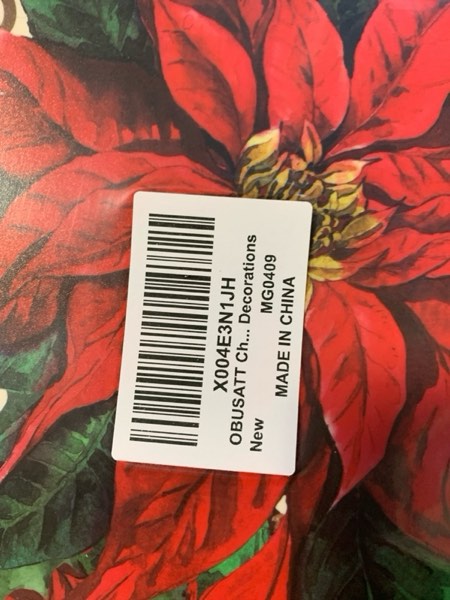 X004E3N1JH
OBUSATT Ch... Decorations
New MG0409
MADE IN CHINA